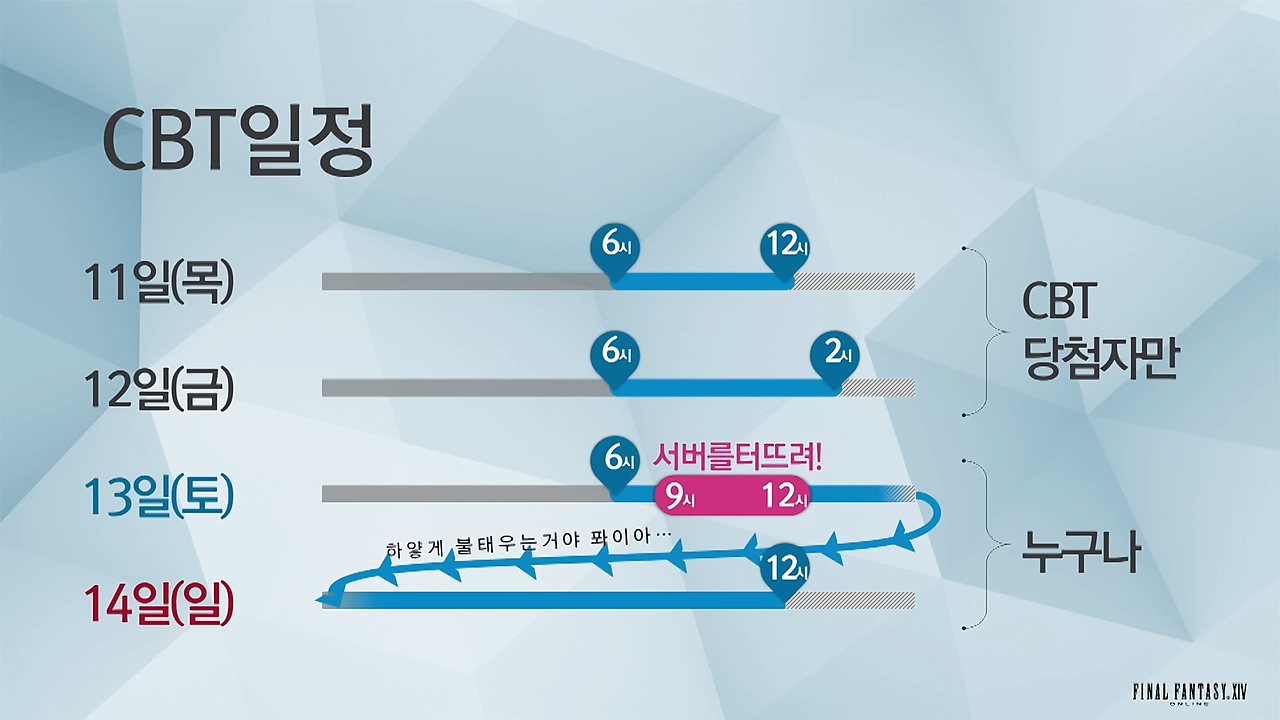 CBT일정
11일(목)
6시
12시
12일(금)
6시
2시
CBT
당첨자만
13일(토)
6시
서버를터뜨려!
9시
12시
하얗게 불태우는거야 퐈이아…
14일(일)
12시
누구나
FINAL FANTASY XIV
ONLINE